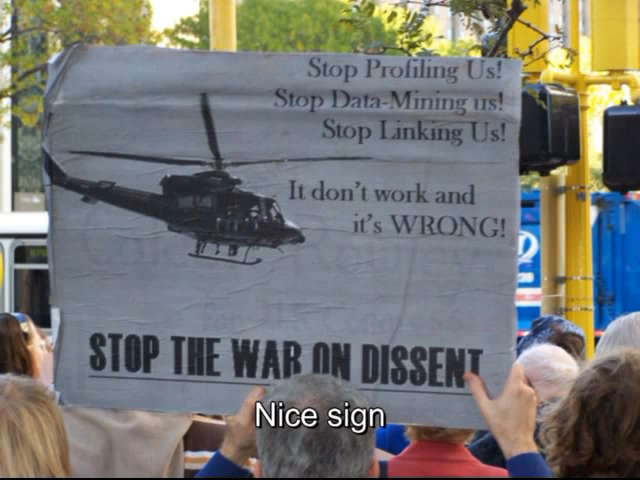 Stop Profiling Us!
Stop Data-Mining us!
Stop Linking Us!
It don't work and
it's WRONG!
STOP THE WAR ON DISSENT
Nice sign